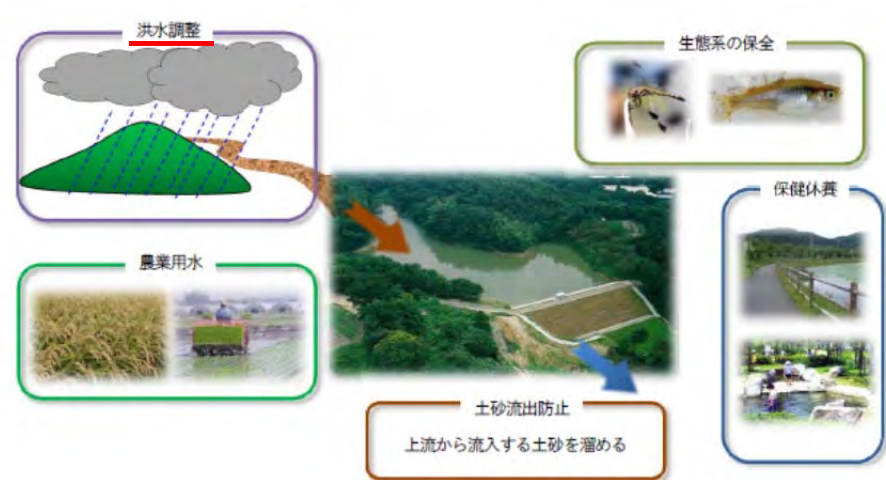 洪水調整
生態系の保全
保健休養
農業用水
土砂流出防止
上流から流入する土砂を溜める